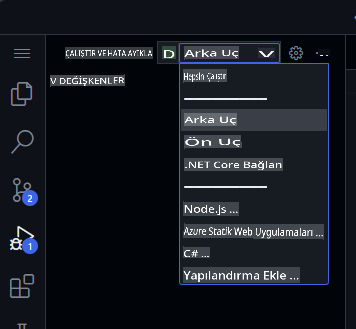 ÇALIŞTIR VE HATA AYIKLA D Arka Uç ...
V DEĞİŞKENLER
Hepsini Çalıştır
Arka Uç
Ön Uç
.NET Core Bağlan
2
Node.js ...
1
Azure Statik Web Uygulamaları ...
C# ...
Yapılandırma Ekle ...